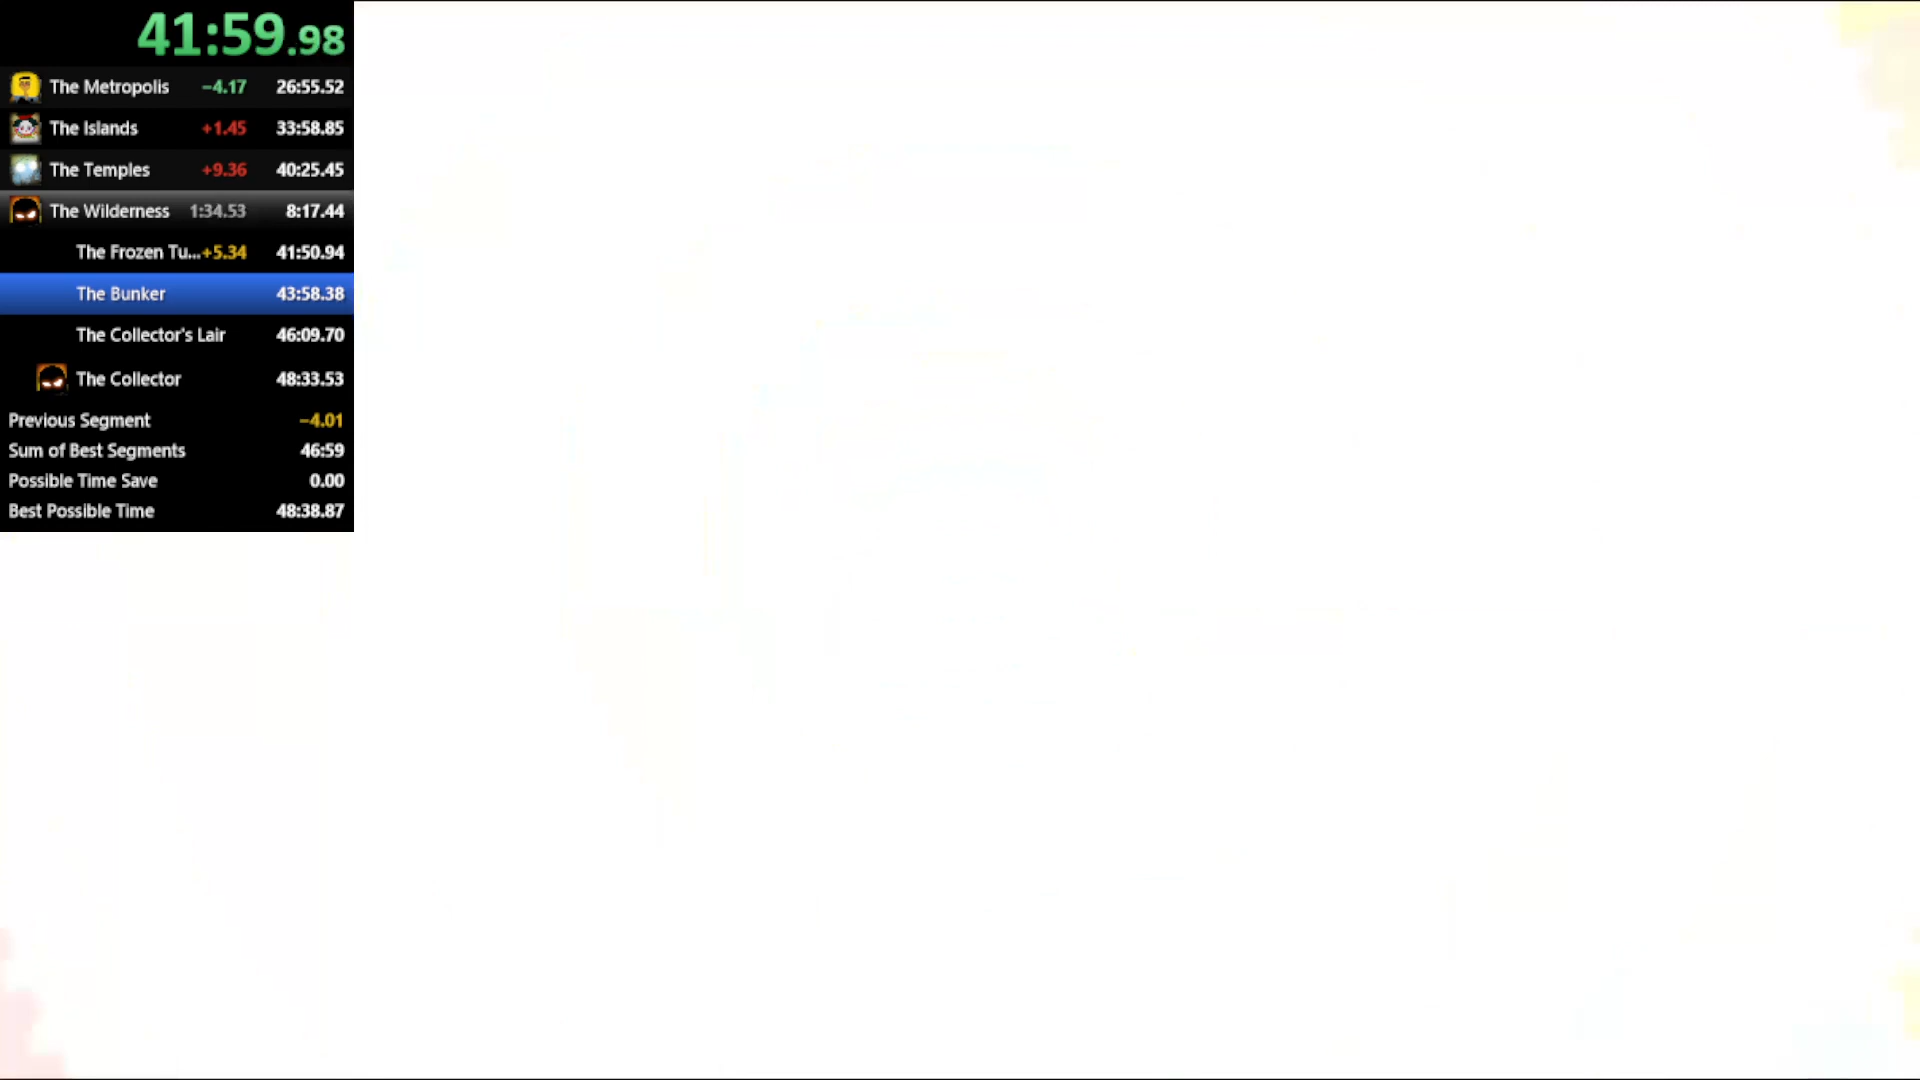 41:59.98
The Metropolis −4.17 26:55.52
The Islands +1.45 33:58.85
The Temples +9.36 40:25.45
The Wilderness 1:34.53 8:17.44
The Frozen Tu...+5.34 41:50.94
The Bunker 43:58.38
The Collector's Lair 46:09.70
The Collector 48:33.53
Previous Segment −4.01
Sum of Best Segments 46:59
Possible Time Save 0.00
Best Possible Time 48:38.87